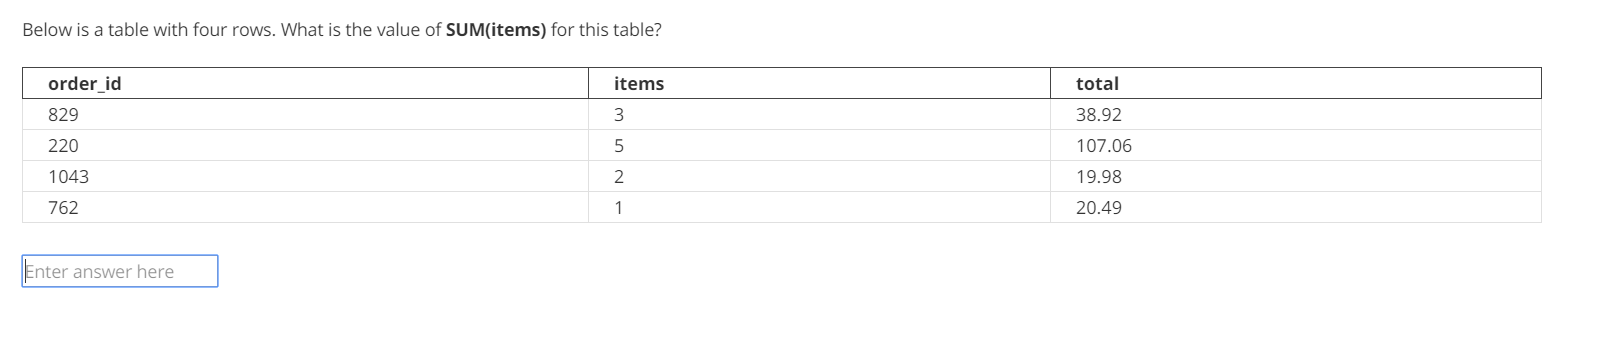 Below is a table with four rows. What is the value of SUM(items) for this table?
order_id items total
829 3 38.92
220 5 107.06
1043 2 19.98
762 1 20.49
Enter answer here